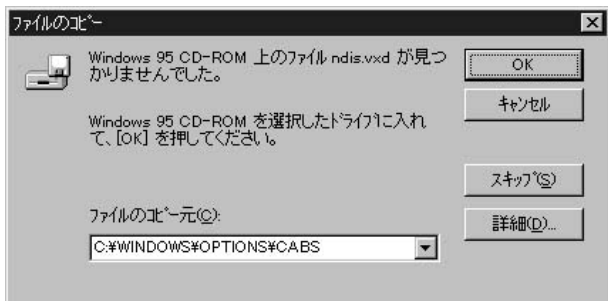 ファイルのコピー
Windows 95 CD-ROM 上のファイル ndis.vxd が見つ
かりませんでした。
Windows 95 CD-ROM を選択したドライブに入れ
て、[OK] を押してください。
ファイルのコピー元(C):
C:¥WINDOWS¥OPTIONS¥CABS
OK
キャンセル
スキップ(S)
詳細(D)...